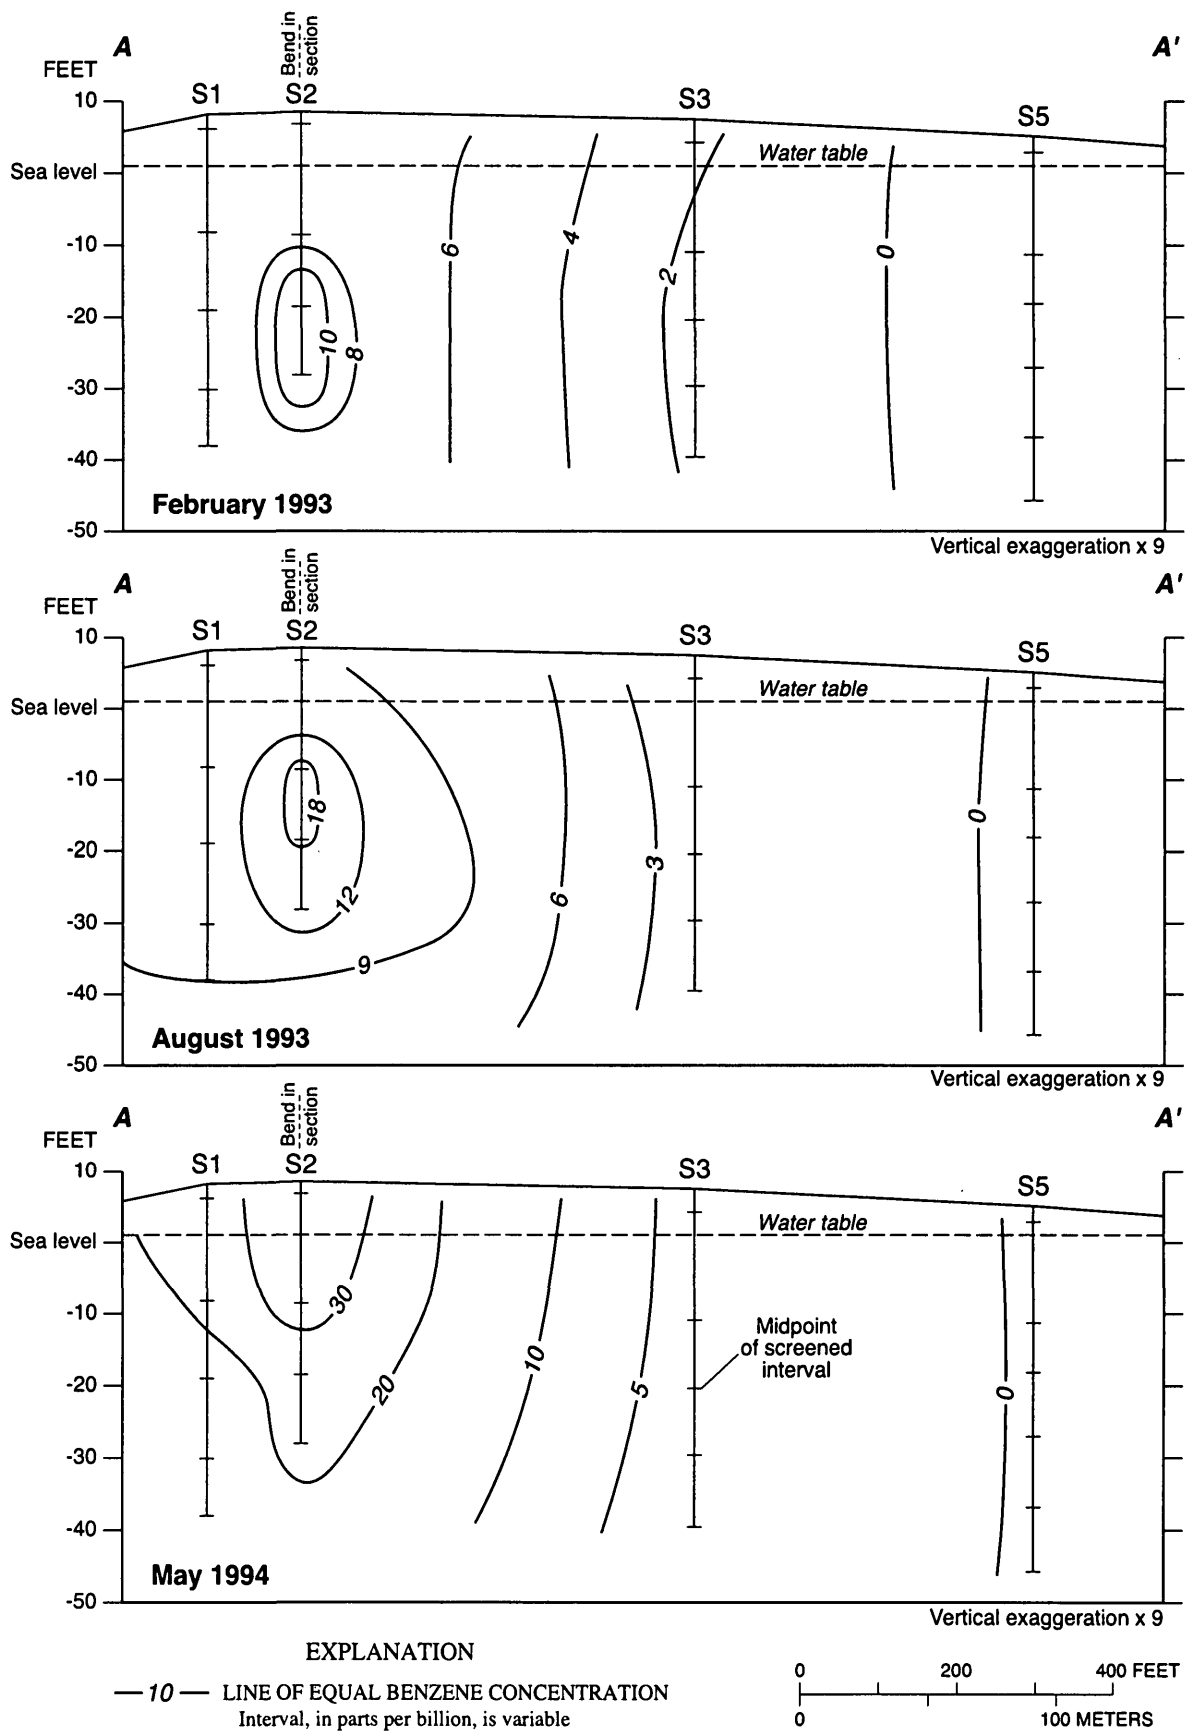 A
Bend in
section
A'
FEET
S1
S2
S3
S5
10
Sea level
-10
-20
-30
-40
-50
Water table
6
4
2
0
10
8
February 1993
Vertical exaggeration x 9
A
Bend in
section
A'
FEET
S1
S2
S3
S5
10
Sea level
-10
-20
-30
-40
-50
Water table
18
12
9
6
3
0
August 1993
Vertical exaggeration x 9
A
Bend in
section
A'
FEET
S1
S2
S3
S5
10
Sea level
-10
-20
-30
-40
-50
Water table
30
20
10
5
0
Midpoint
of screened
interval
May 1994
Vertical exaggeration x 9
EXPLANATION
10 LINE OF EQUAL BENZENE CONCENTRATION
Interval, in parts per billion, is variable
0 200 400 FEET
0 100 METERS